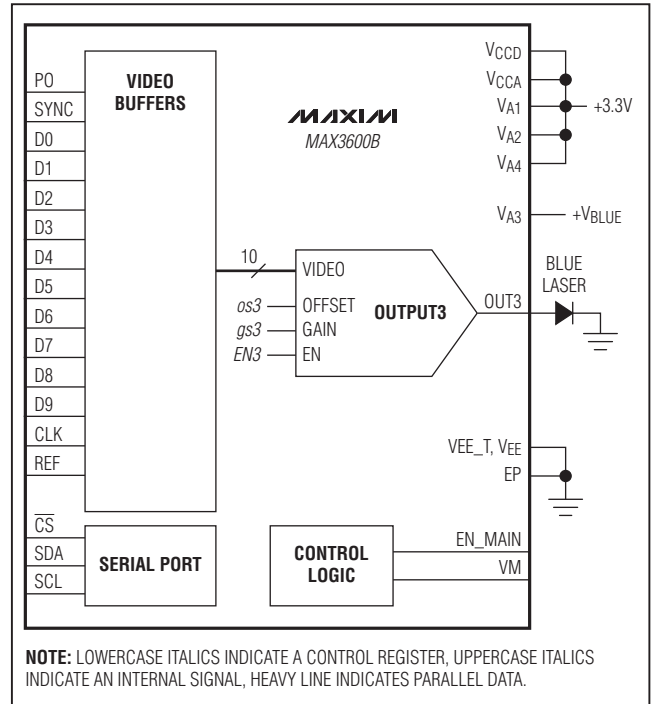 P0
SYNC
D0
D1
D2
D3
D4
D5
D6
D7
D8
D9
CLK
REF
CS
SDA
SCL
VIDEO
BUFFERS
SERIAL PORT
MAXIM
MAX3600B
10
VIDEO
os3 OFFSET
gs3 GAIN
EN3 EN
OUTPUT3
OUT3
CONTROL
LOGIC
VCCD
VCCA
VA1
VA2
VA4
+3.3V
VA3
+VBLUE
BLUE
LASER
VEE_T, VEE
EP
EN_MAIN
VM
NOTE: LOWERCASE ITALICS INDICATE A CONTROL REGISTER, UPPERCASE ITALICS
INDICATE AN INTERNAL SIGNAL, HEAVY LINE INDICATES PARALLEL DATA.